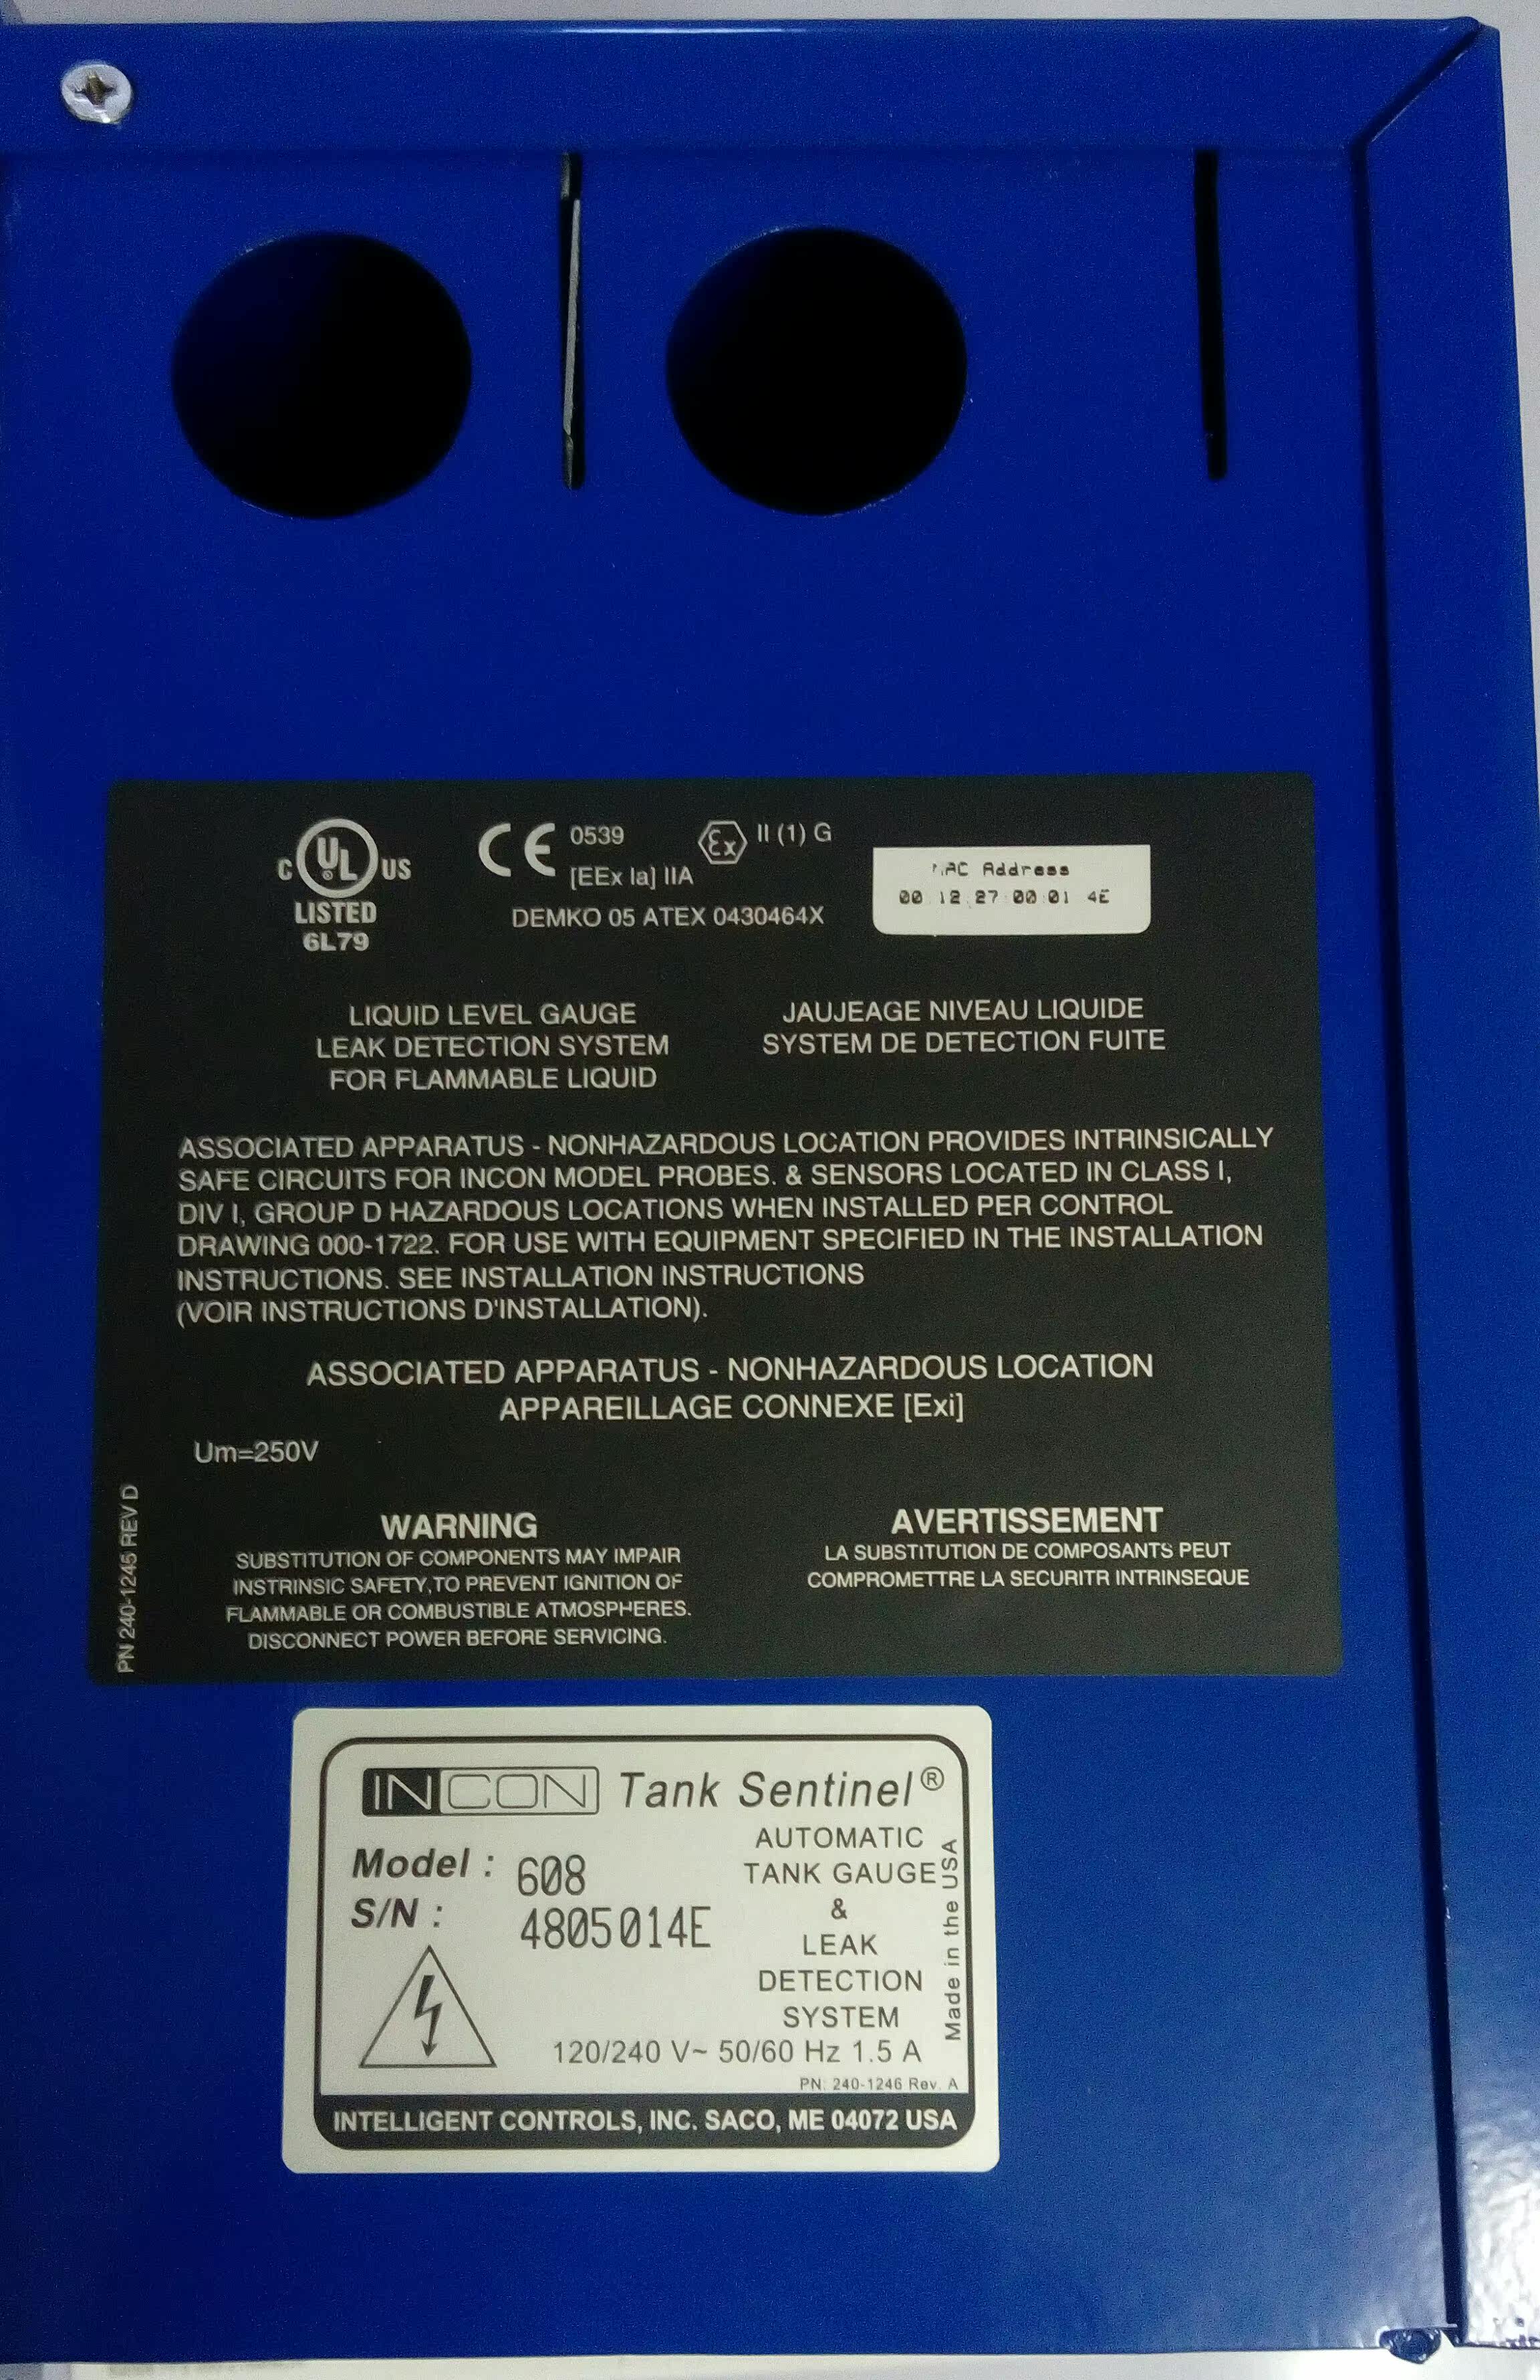 C UL ® US
LISTED
6L79
CE 0539
[EEx Ia] IIA
Ex II (1) G
DEMKO 05 ATEX 0430464X
MAC Address
00 12 27 00 01 4E
LIQUID LEVEL GAUGE
LEAK DETECTION SYSTEM
FOR FLAMMABLE LIQUID
JAUJEAGE NIVEAU LIQUIDE
SYSTEM DE DETECTION FUITE
ASSOCIATED APPARATUS - NONHAZARDOUS LOCATION PROVIDES INTRINSICALLY
SAFE CIRCUITS FOR INCON MODEL PROBES. & SENSORS LOCATED IN CLASS I,
DIV I, GROUP D HAZARDOUS LOCATIONS WHEN INSTALLED PER CONTROL
DRAWING 000-1722. FOR USE WITH EQUIPMENT SPECIFIED IN THE INSTALLATION
INSTRUCTIONS. SEE INSTALLATION INSTRUCTIONS
(VOIR INSTRUCTIONS D'INSTALLATION).
ASSOCIATED APPARATUS - NONHAZARDOUS LOCATION
APPAREILLAGE CONNEXE [Exi]
Um=250V
PN 240-1245 REV D
WARNING
SUBSTITUTION OF COMPONENTS MAY IMPAIR
INSTRINSIC SAFETY,TO PREVENT IGNITION OF
FLAMMABLE OR COMBUSTIBLE ATMOSPHERES.
DISCONNECT POWER BEFORE SERVICING.
AVERTISSEMENT
LA SUBSTITUTION DE COMPOSANTS PEUT
COMPROMETTRE LA SECURITR INTRINSEQUE
INCON Tank Sentinel®
Model : 608
S/N : 4805014E
AUTOMATIC
TANK GAUGE
&
LEAK
DETECTION
SYSTEM
Made in the USA
120/240 V~ 50/60 Hz 1.5 A
PN: 240-1246 Rev. A
INTELLIGENT CONTROLS, INC. SACO, ME 04072 USA